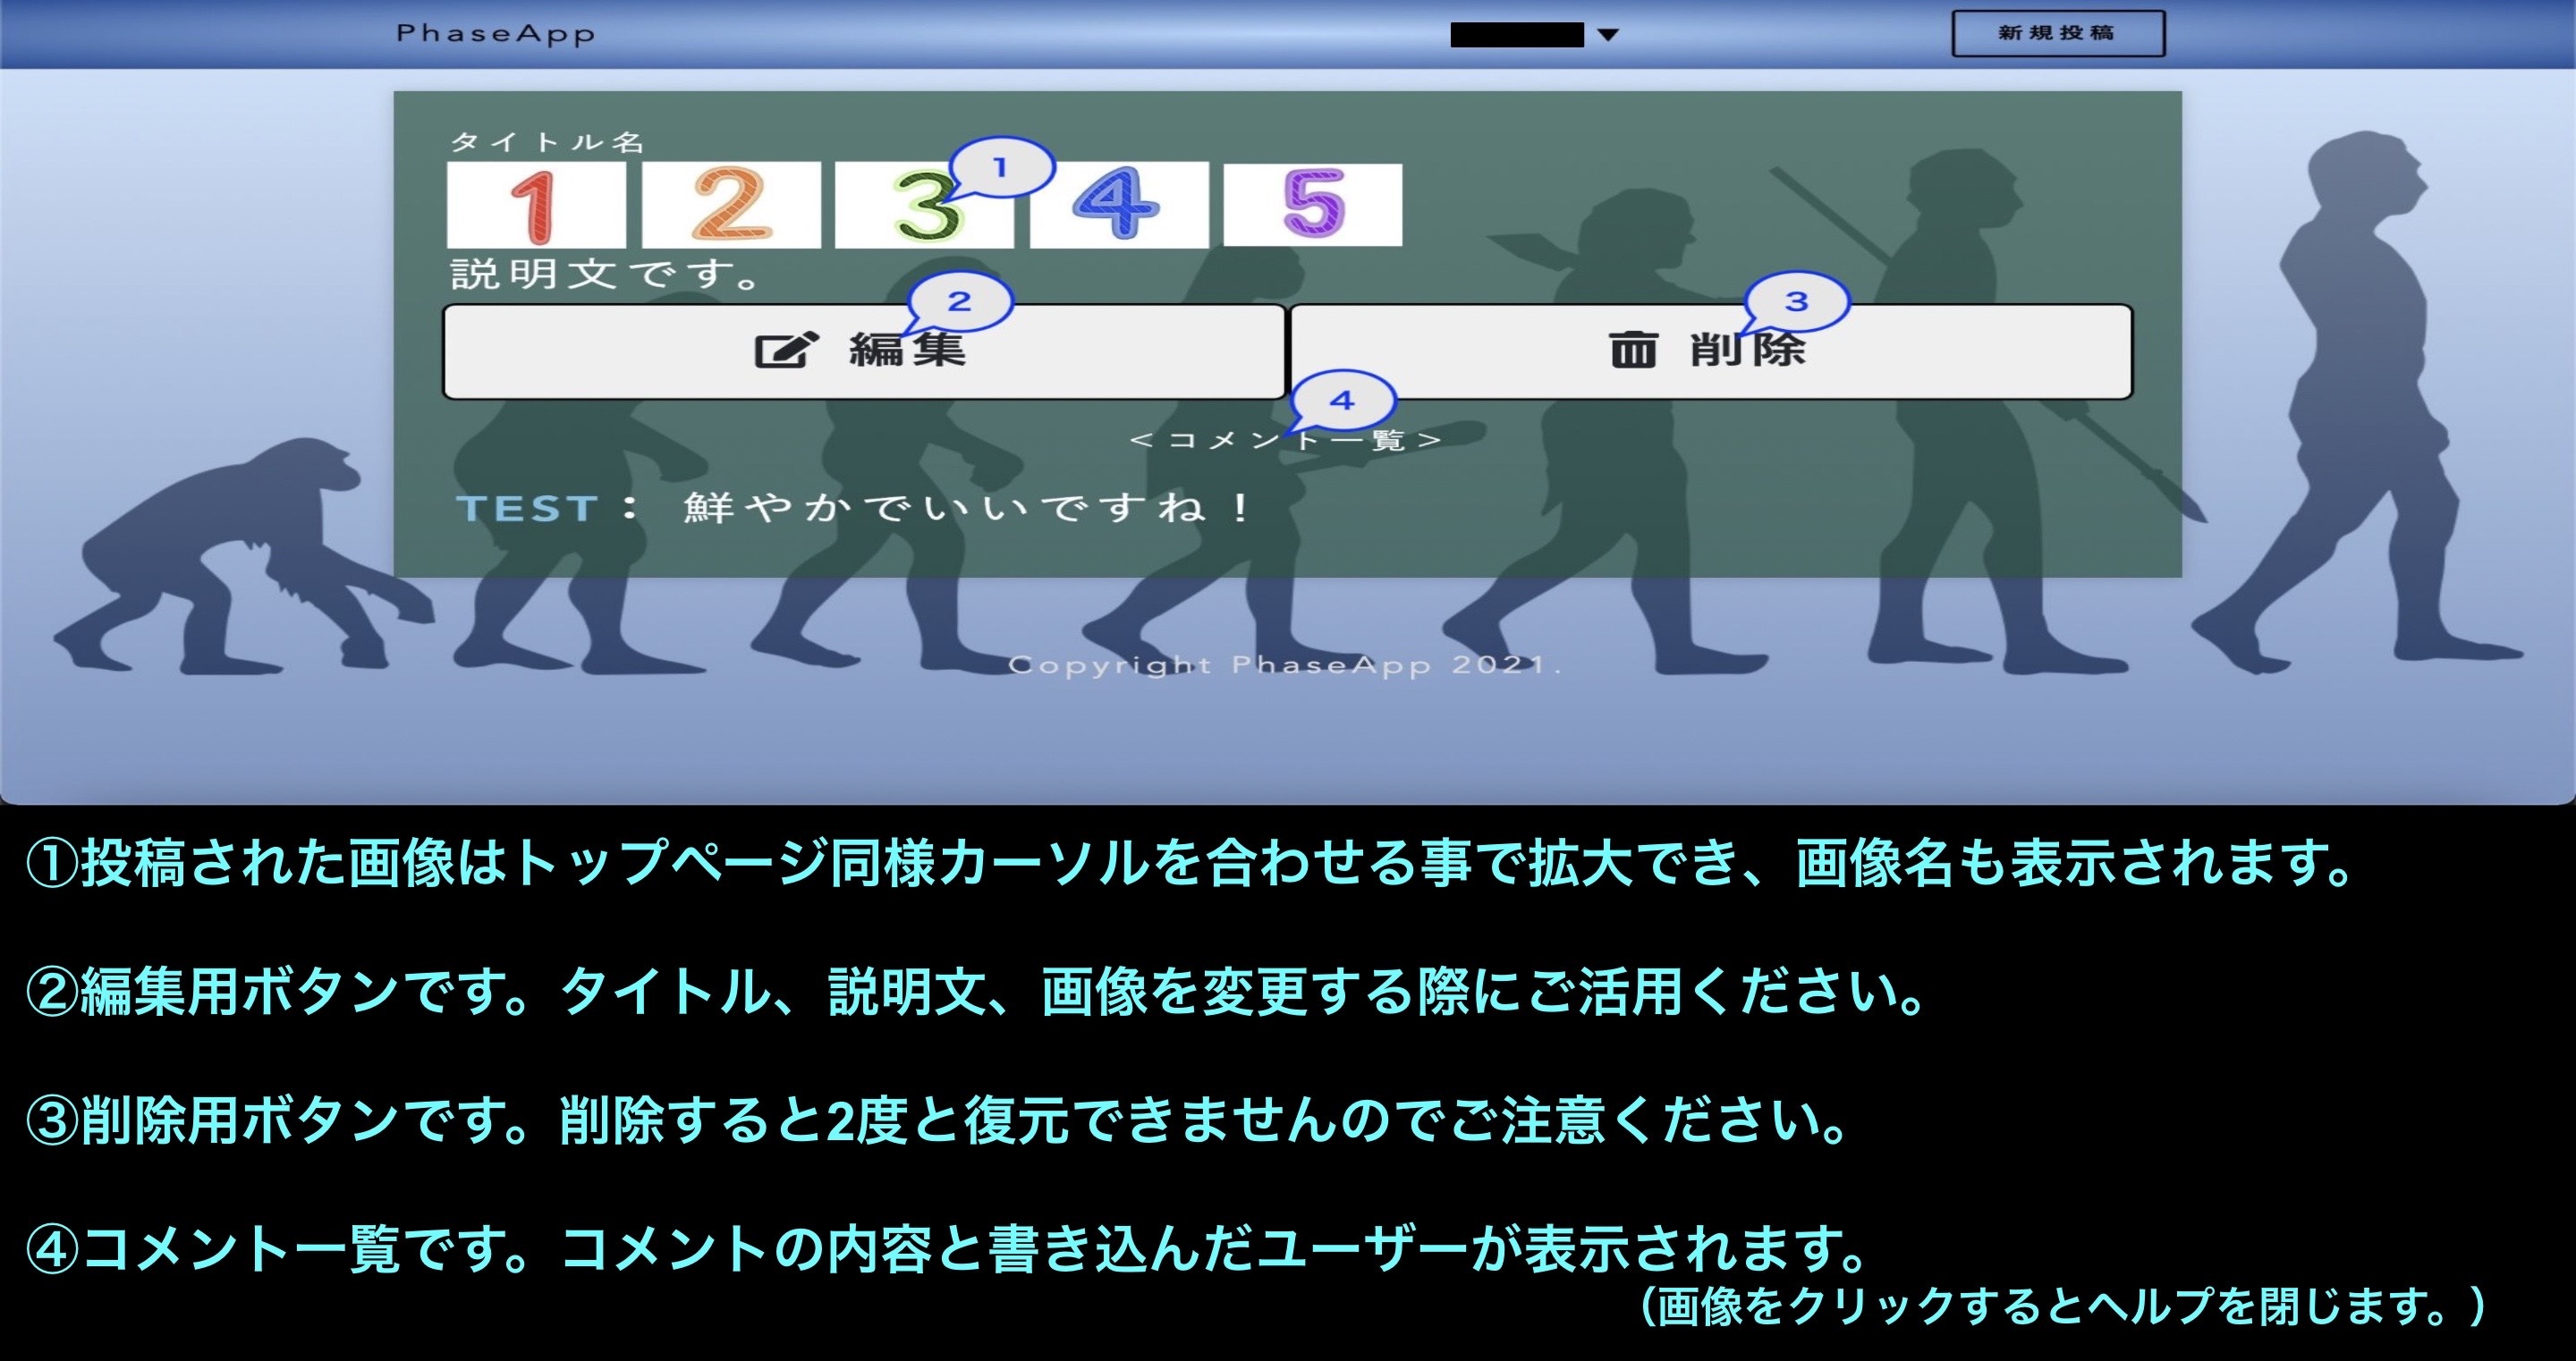 PhaseApp
新規投稿
タイトル名
1 2 3 4 5
1
説明文です。
2
3
編集
削除
4
<コメント一覧>
TEST： 鮮やかでいいですね！
Copyright PhaseApp 2021.
①投稿された画像はトップページ同様カーソルを合わせる事で拡大でき、画像名も表示されます。
②編集用ボタンです。タイトル、説明文、画像を変更する際にご活用ください。
③削除用ボタンです。削除すると2度と復元できませんのでご注意ください。
④コメント一覧です。コメントの内容と書き込んだユーザーが表示されます。
（画像をクリックするとヘルプを閉じます。）